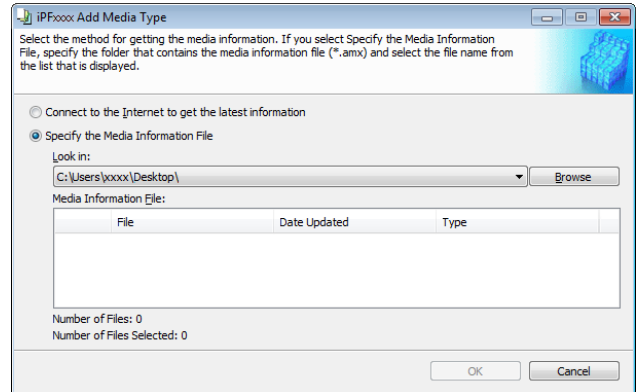 iPFxxxx Add Media Type
Select the method for getting the media information. If you select Specify the Media Information
File, specify the folder that contains the media information file (*.amx) and select the file name from
the list that is displayed.
Connect to the Internet to get the latest information
Specify the Media Information File
Look in:
C:\Users\xxxx\Desktop\
Browse
Media Information File:
File Date Updated Type
Number of Files: 0
Number of Files Selected: 0
OK Cancel